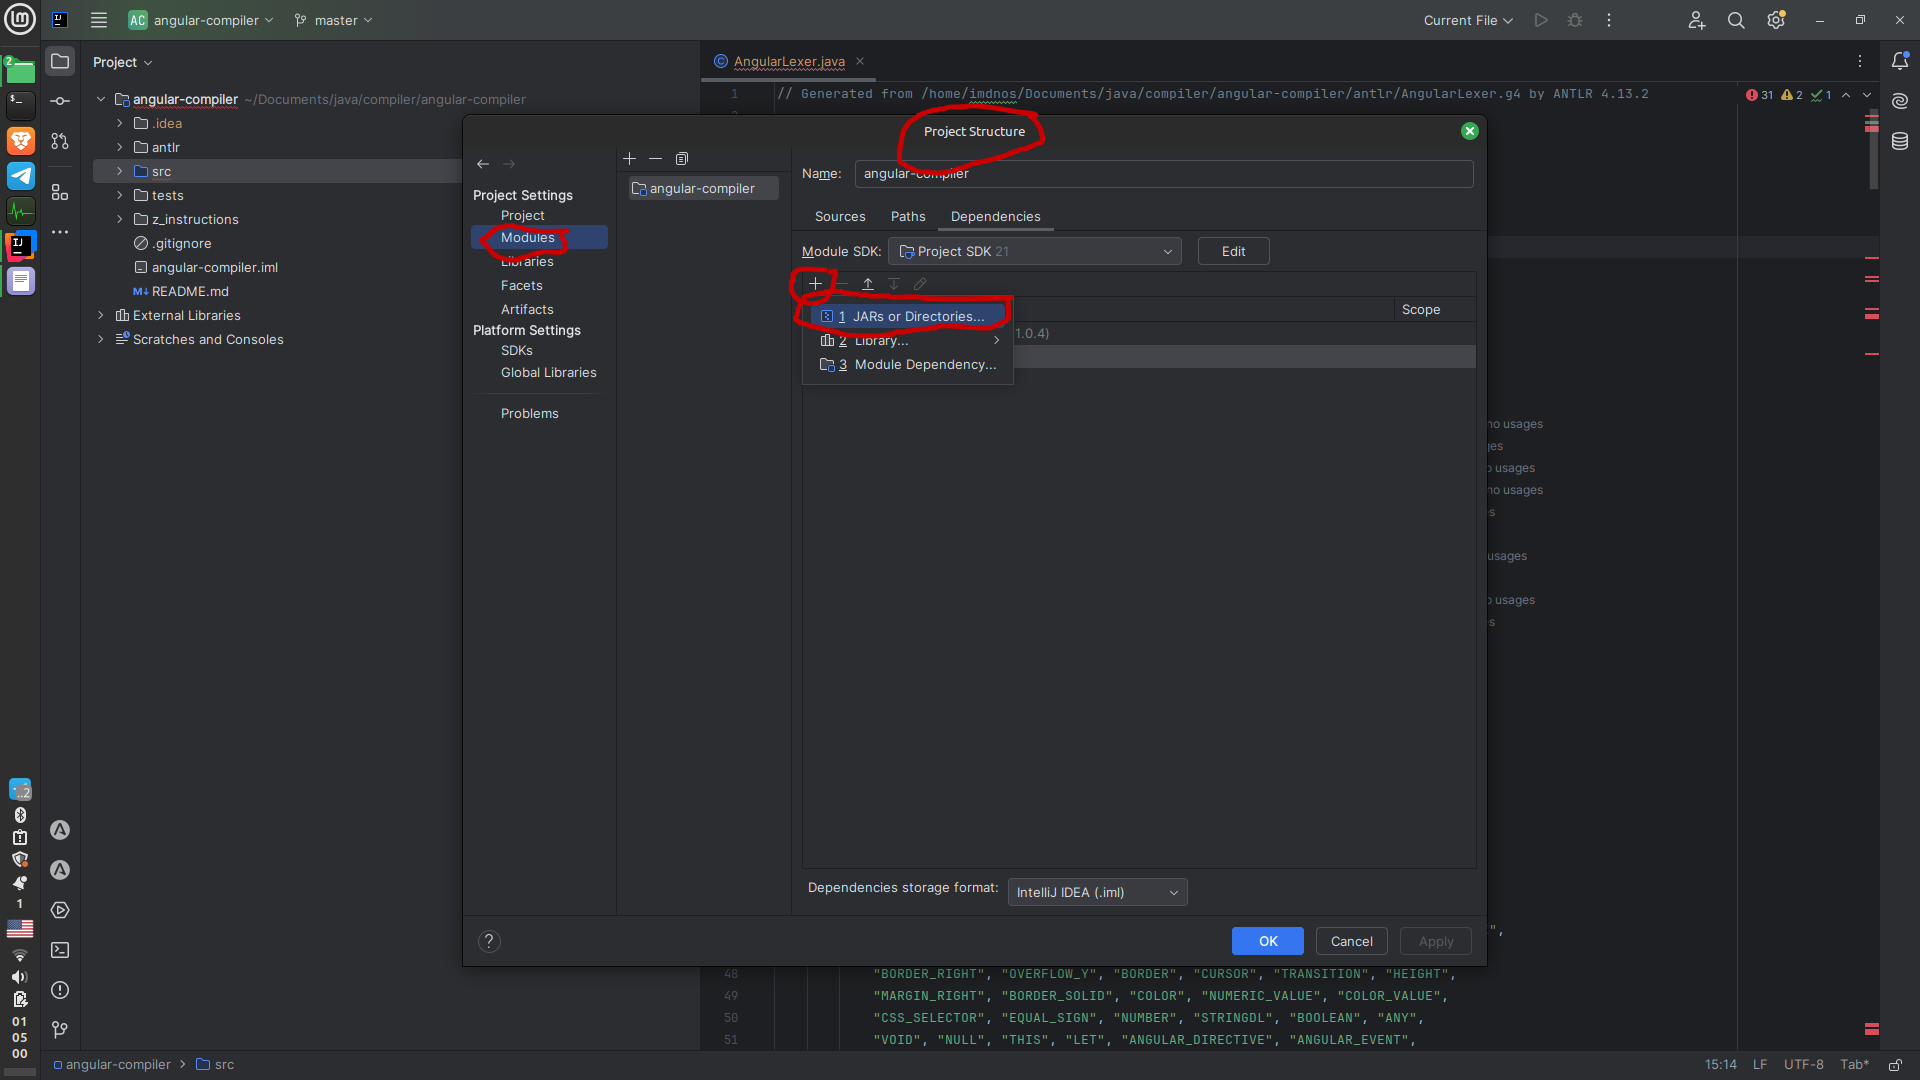 AC angular-compiler
master
Current File
Project
AngularLexer.java
angular-compiler ~/Documents/java/compiler/angular-compiler
.idea
antlr
src
tests
z_instructions
.gitignore
angular-compiler.iml
M↓ README.md
External Libraries
Scratches and Consoles
1 // Generated from /home/imdnos/Documents/java/compiler/angular-compiler/antlr/AngularLexer.g4 by ANTLR 4.13.2
31 2 1
Project Structure
Project Settings
Project
Modules
Libraries
Facets
Artifacts
Platform Settings
SDKs
Global Libraries
Problems
angular-compiler
Name: angular-compiler
Sources Paths Dependencies
Module SDK: Project SDK 21 Edit
Scope
1 JARs or Directories...
2 Library...
3 Module Dependency...
1.0.4)
no usages
usages
no usages
Dependencies storage format: IntelliJ IDEA (.iml)
? OK Cancel Apply
",
48 "BORDER_RIGHT", "OVERFLOW_Y", "BORDER", "CURSOR", "TRANSITION", "HEIGHT",
49 "MARGIN_RIGHT", "BORDER_SOLID", "COLOR", "NUMERIC_VALUE", "COLOR_VALUE",
50 "CSS_SELECTOR", "EQUAL_SIGN", "NUMBER", "STRINGDL", "BOOLEAN", "ANY",
51 "VOID", "NULL", "THIS", "LET", "ANGULAR_DIRECTIVE", "ANGULAR_EVENT",
2
IJ
..2
1
01
05
00
angular-compiler > src
15:14 LF UTF-8 Tab*